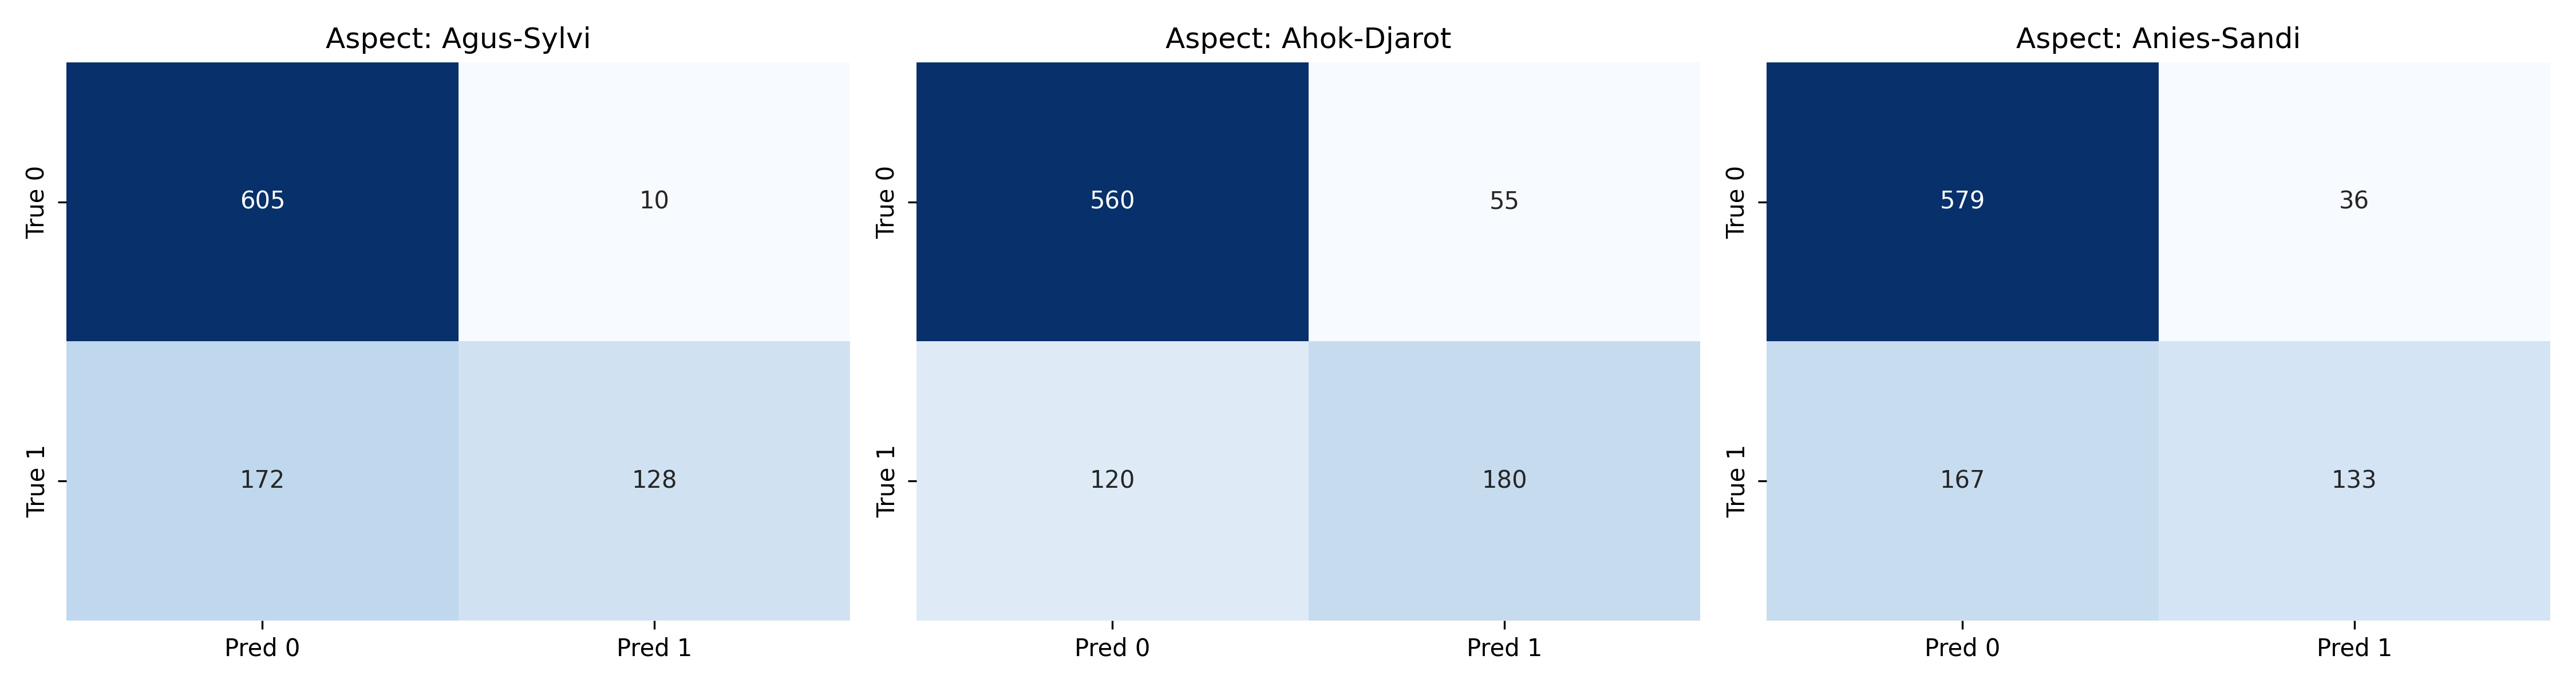 Aspect: Agus-Sylvi
True 0
605
10
True 1
172
128
Pred 0
Pred 1
Aspect: Ahok-Djarot
True 0
560
55
True 1
120
180
Pred 0
Pred 1
Aspect: Anies-Sandi
True 0
579
36
True 1
167
133
Pred 0
Pred 1